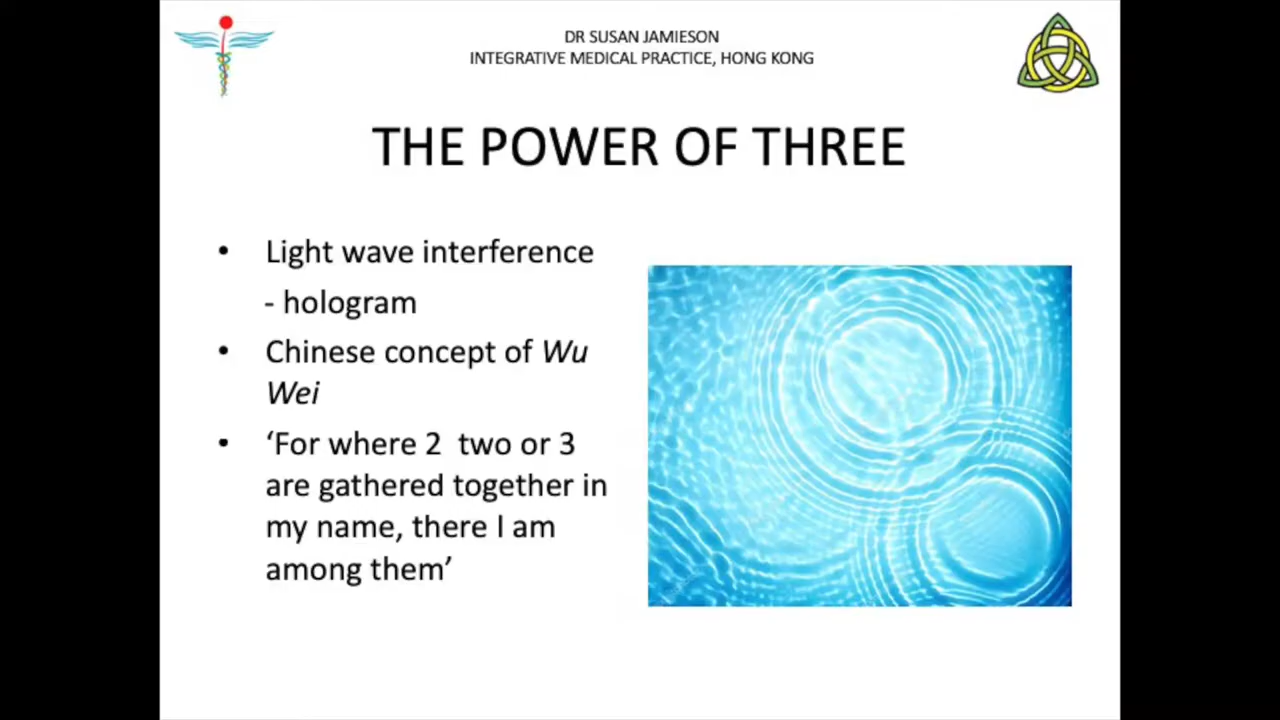 DR SUSAN JAMIESON
INTEGRATIVE MEDICAL PRACTICE, HONG KONG
THE POWER OF THREE
• Light wave interference
- hologram
• Chinese concept of Wu
Wei
• ‘For where 2  two or 3
are gathered together in
my name, there I am
among them’